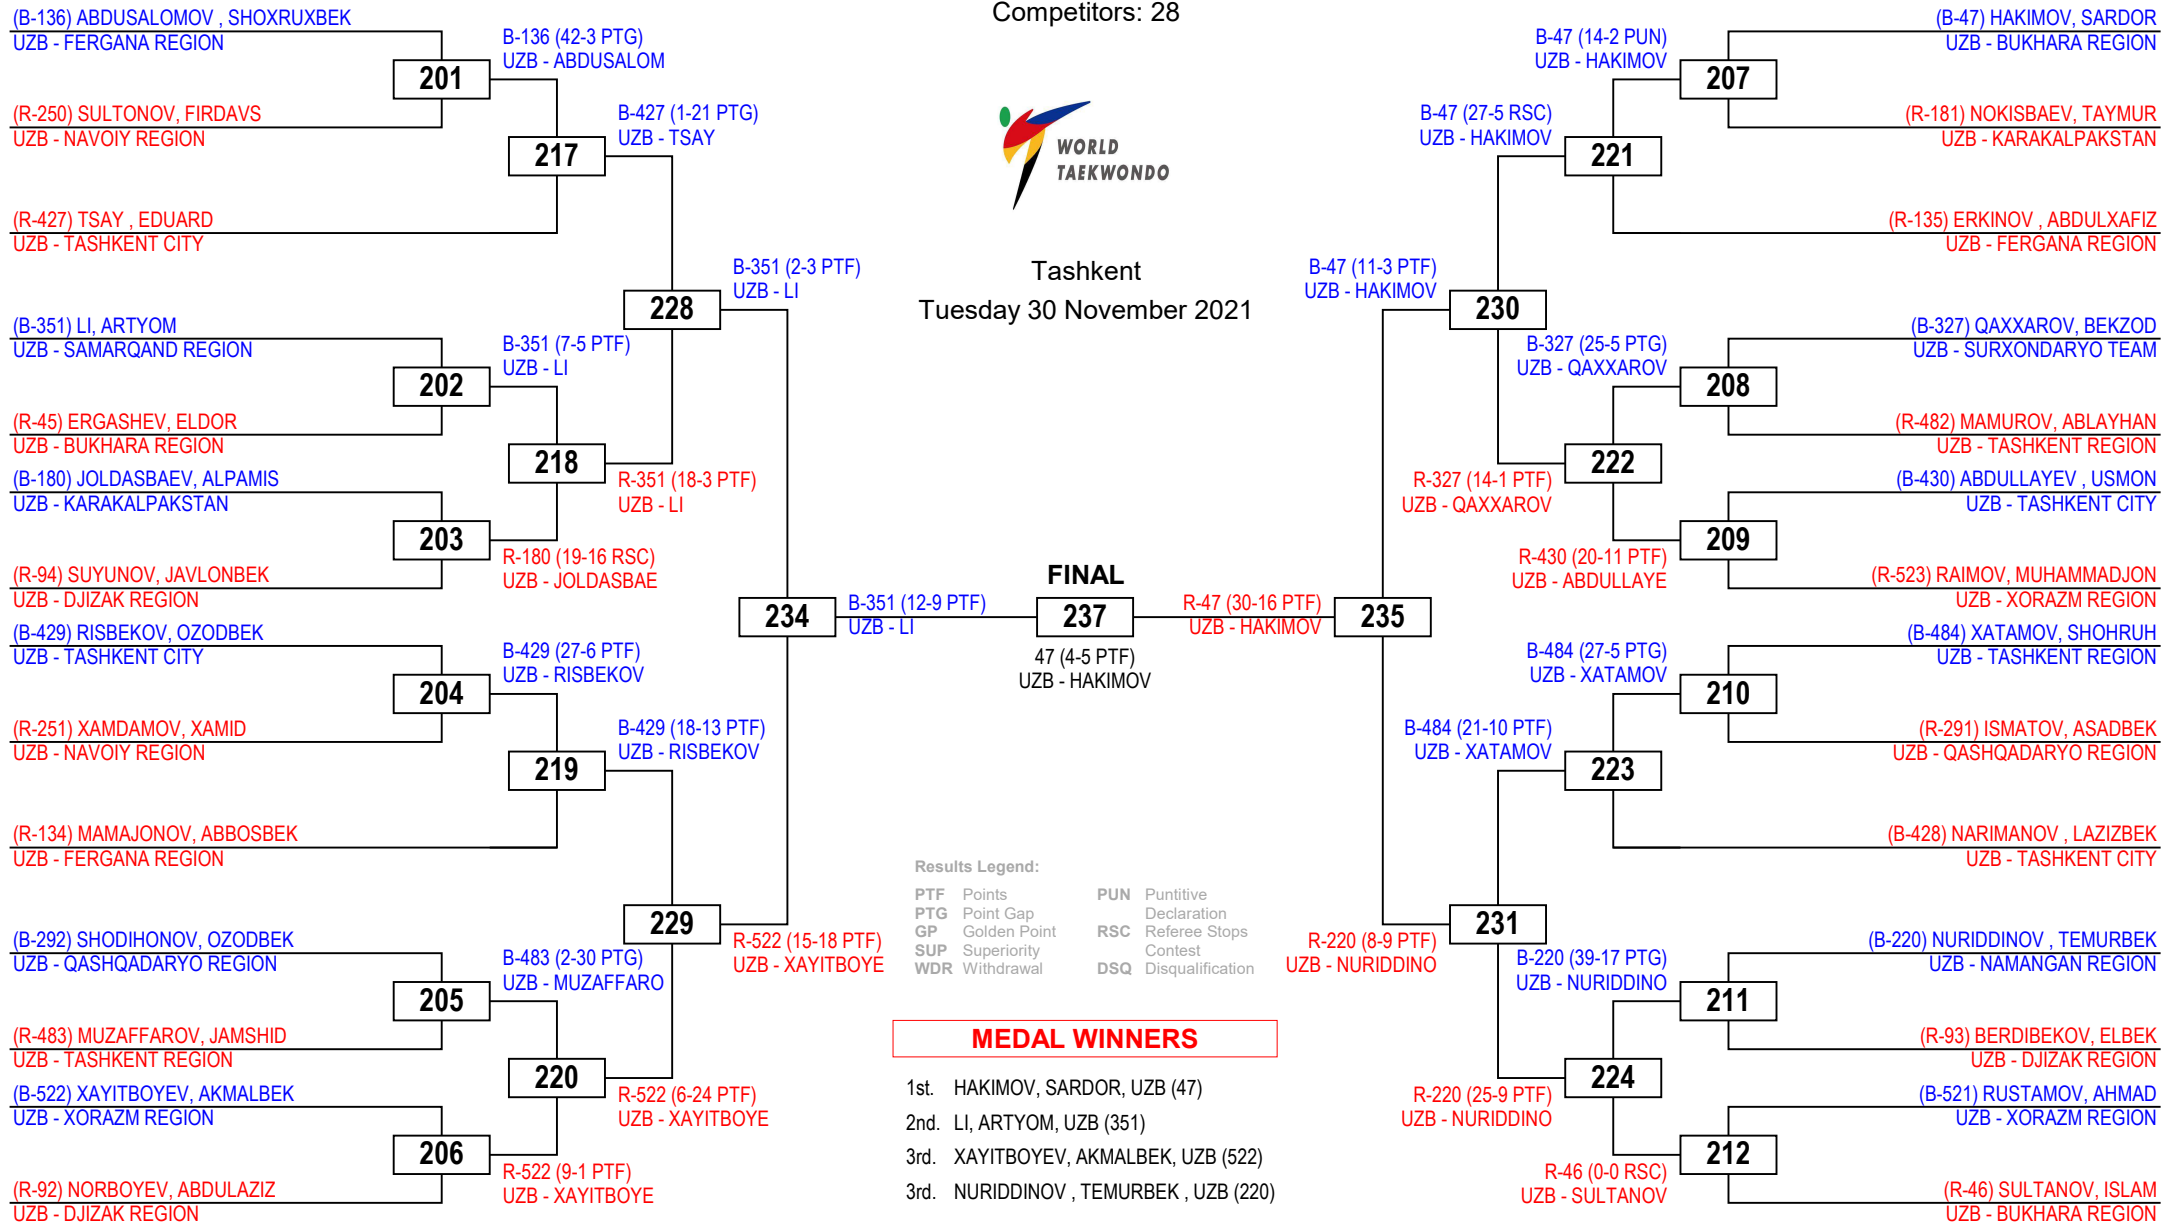 Competitors: 28
WORLD
TAEKWONDO
Tashkent
Tuesday 30 November 2021
(B-136) ABDUSALOMOV , SHOXRUXBEK
UZB - FERGANA REGION
201
(R-250) SULTONOV, FIRDAVS
UZB - NAVOIY REGION
B-136 (42-3 PTG)
UZB - ABDUSALOM
217
B-427 (1-21 PTG)
UZB - TSAY
(R-427) TSAY , EDUARD
UZB - TASHKENT CITY
228
B-351 (2-3 PTF)
UZB - LI
(B-351) LI, ARTYOM
UZB - SAMARQAND REGION
202
(R-45) ERGASHEV, ELDOR
UZB - BUKHARA REGION
B-351 (7-5 PTF)
UZB - LI
218
R-351 (18-3 PTF)
UZB - LI
(B-180) JOLDASBAEV, ALPAMIS
UZB - KARAKALPAKSTAN
203
(R-94) SUYUNOV, JAVLONBEK
UZB - DJIZAK REGION
R-180 (19-16 RSC)
UZB - JOLDASBAE
234
B-351 (12-9 PTF)
UZB - LI
(B-429) RISBEKOV, OZODBEK
UZB - TASHKENT CITY
204
(R-251) XAMDAMOV, XAMID
UZB - NAVOIY REGION
B-429 (27-6 PTF)
UZB - RISBEKOV
219
B-429 (18-13 PTF)
UZB - RISBEKOV
(R-134) MAMAJONOV, ABBOSBEK
UZB - FERGANA REGION
229
R-522 (15-18 PTF)
UZB - XAYITBOYE
(B-292) SHODIHONOV, OZODBEK
UZB - QASHQADARYO REGION
205
(R-483) MUZAFFAROV, JAMSHID
UZB - TASHKENT REGION
B-483 (2-30 PTG)
UZB - MUZAFFARO
220
R-522 (6-24 PTF)
UZB - XAYITBOYE
(B-522) XAYITBOYEV, AKMALBEK
UZB - XORAZM REGION
206
(R-92) NORBOYEV, ABDULAZIZ
UZB - DJIZAK REGION
R-522 (9-1 PTF)
UZB - XAYITBOYE
FINAL
237
47 (4-5 PTF)
UZB - HAKIMOV
Results Legend:
PTF Points
PTG Point Gap
GP Golden Point
SUP Superiority
WDR Withdrawal
PUN Puntitive
Declaration
RSC Referee Stops
Contest
DSQ Disqualification
MEDAL WINNERS
1st. HAKIMOV, SARDOR, UZB (47)
2nd. LI, ARTYOM, UZB (351)
3rd. XAYITBOYEV, AKMALBEK, UZB (522)
3rd. NURIDDINOV , TEMURBEK , UZB (220)
(B-47) HAKIMOV, SARDOR
UZB - BUKHARA REGION
207
(R-181) NOKISBAEV, TAYMUR
UZB - KARAKALPAKSTAN
B-47 (14-2 PUN)
UZB - HAKIMOV
221
B-47 (27-5 RSC)
UZB - HAKIMOV
(R-135) ERKINOV , ABDULXAFIZ
UZB - FERGANA REGION
230
B-47 (11-3 PTF)
UZB - HAKIMOV
(B-327) QAXXAROV, BEKZOD
UZB - SURXONDARYO TEAM
208
(R-482) MAMUROV, ABLAYHAN
UZB - TASHKENT REGION
B-327 (25-5 PTG)
UZB - QAXXAROV
222
R-327 (14-1 PTF)
UZB - QAXXAROV
(B-430) ABDULLAYEV , USMON
UZB - TASHKENT CITY
209
(R-523) RAIMOV, MUHAMMADJON
UZB - XORAZM REGION
R-430 (20-11 PTF)
UZB - ABDULLAYE
235
R-47 (30-16 PTF)
UZB - HAKIMOV
(B-484) XATAMOV, SHOHRUH
UZB - TASHKENT REGION
210
(R-291) ISMATOV, ASADBEK
UZB - QASHQADARYO REGION
B-484 (27-5 PTG)
UZB - XATAMOV
223
B-484 (21-10 PTF)
UZB - XATAMOV
(B-428) NARIMANOV , LAZIZBEK
UZB - TASHKENT CITY
231
R-220 (8-9 PTF)
UZB - NURIDDINO
(B-220) NURIDDINOV , TEMURBEK
UZB - NAMANGAN REGION
211
(R-93) BERDIBEKOV, ELBEK
UZB - DJIZAK REGION
B-220 (39-17 PTG)
UZB - NURIDDINO
224
R-220 (25-9 PTF)
UZB - NURIDDINO
(B-521) RUSTAMOV, AHMAD
UZB - XORAZM REGION
212
(R-46) SULTANOV, ISLAM
UZB - BUKHARA REGION
R-46 (0-0 RSC)
UZB - SULTANOV